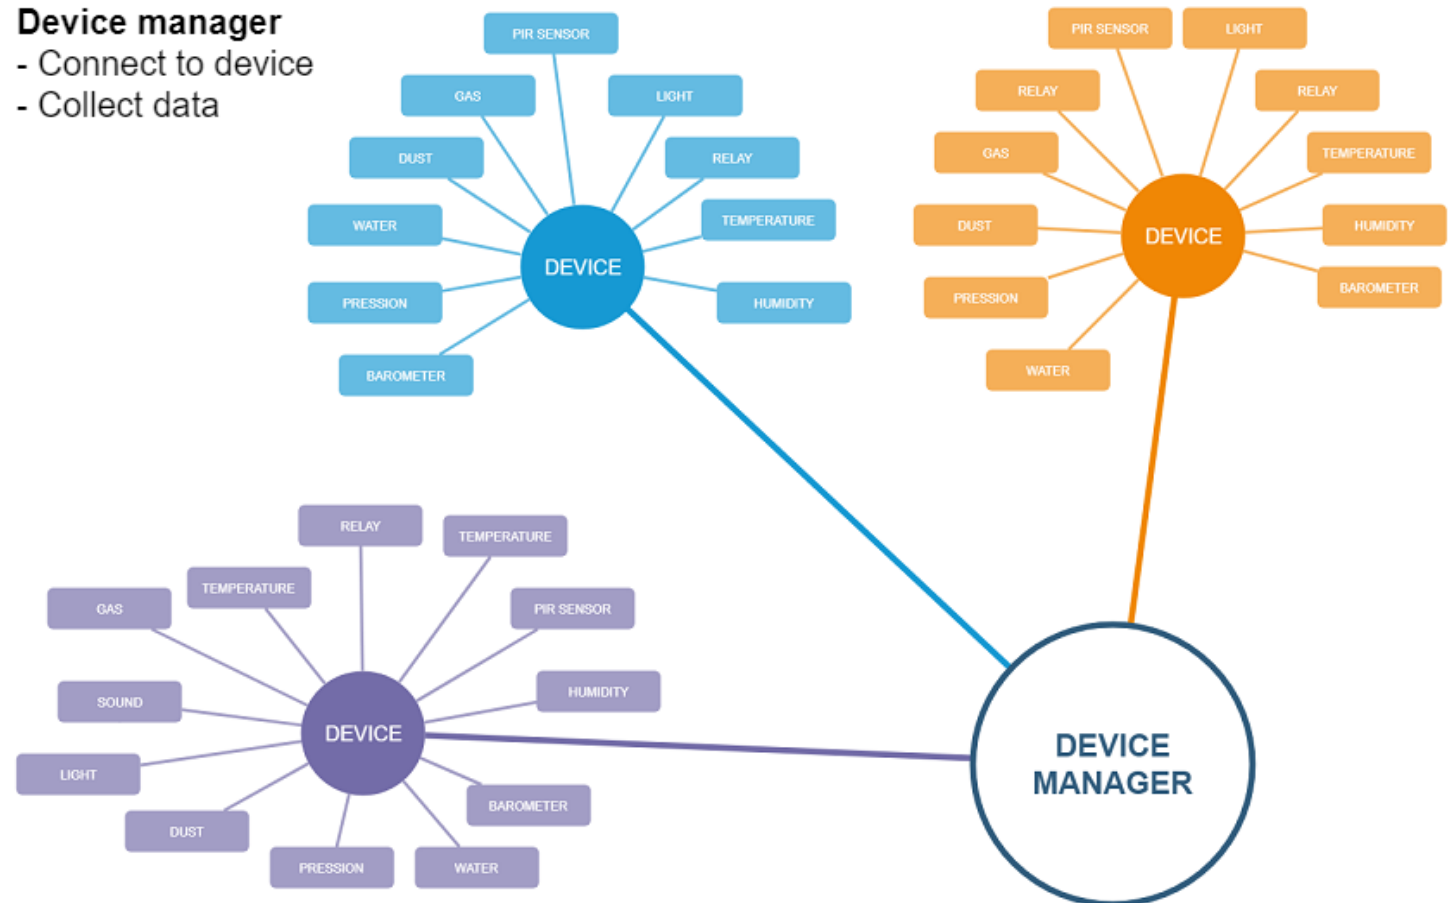 Device manager
- Connect to device
- Collect data
PIR SENSOR
GAS
LIGHT
DUST
RELAY
WATER
TEMPERATURE
DEVICE
PRESSION
HUMIDITY
BAROMETER
PIR SENSOR
LIGHT
RELAY
RELAY
GAS
TEMPERATURE
DUST
HUMIDITY
DEVICE
PRESSION
BAROMETER
WATER
RELAY
TEMPERATURE
TEMPERATURE
GAS
PIR SENSOR
SOUND
HUMIDITY
DEVICE
LIGHT
BAROMETER
DUST
PRESSION
WATER
DEVICE
MANAGER